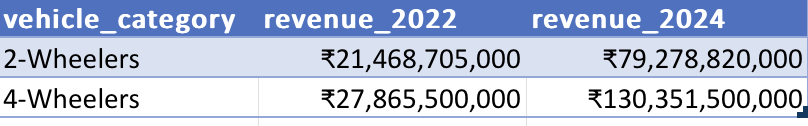 vehicle_category revenue_2022 revenue_2024
2-Wheelers ₹21,468,705,000 ₹79,278,820,000
4-Wheelers ₹27,865,500,000 ₹130,351,500,000